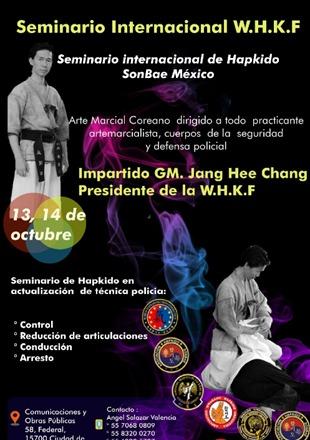 Seminario Internacional W.H.K.F
Seminario internacional de Hapkido
SonBae México
Arte Marcial Coreano dirigido a todo practicante
artemarcialista, cuerpos de la seguridad
y defensa policial
Impartido GM. Jang Hee Chang
Presidente de la W.H.K.F
13, 14 de
octubre
Seminario de Hapkido en
actualización de técnica policia:
° Control
° Reducción de articulaciones
° Conducción
° Arresto
Comunicaciones y
Obras Públicas
58, Federal,
15700 Ciudad de
Contacto :
Angel Salazar Valencia
° 55 7068 0809
° 55 8320 0270